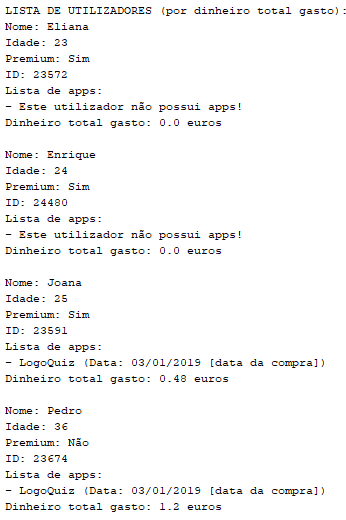 LISTA DE UTILIZADORES (por dinheiro total gasto):
Nome: Eliana
Idade: 23
Premium: Sim
ID: 23572
Lista de apps:
- Este utilizador não possui apps!
Dinheiro total gasto: 0.0 euros

Nome: Enrique
Idade: 24
Premium: Sim
ID: 24480
Lista de apps:
- Este utilizador não possui apps!
Dinheiro total gasto: 0.0 euros

Nome: Joana
Idade: 25
Premium: Sim
ID: 23591
Lista de apps:
- LogoQuiz (Data: 03/01/2019 [data da compra])
Dinheiro total gasto: 0.48 euros

Nome: Pedro
Idade: 36
Premium: Não
ID: 23674
Lista de apps:
- LogoQuiz (Data: 03/01/2019 [data da compra])
Dinheiro total gasto: 1.2 euros